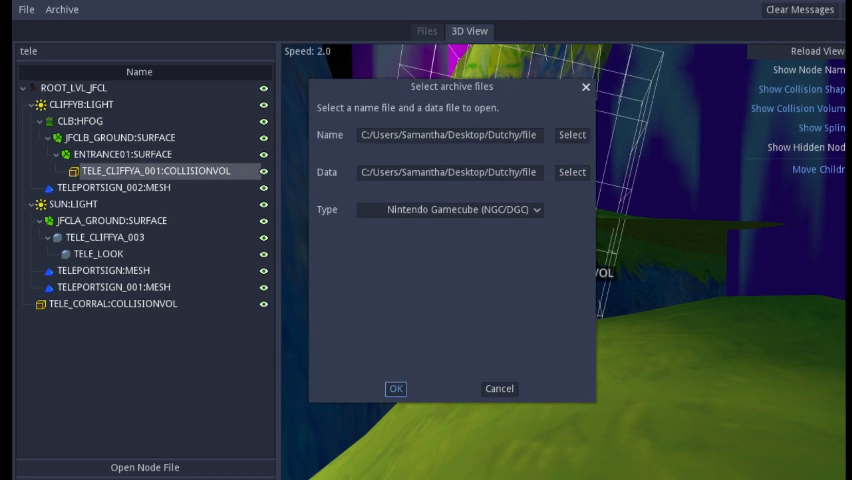 File Archive Clear Messages
Files 3D View
tele
Speed: 2.0
Reload View
Name
Show Node Nam
ROOT_LVL_JFCL
Show Collision Shap
CLIFFYB:LIGHT
Show Collision Volum
CLB:HFOG
Show Splin
JFCLB_GROUND:SURFACE
Show Hidden Nod
ENTRANCE01:SURFACE
Move Childr
TELE_CLIFFYA_001:COLLISIONVOL
TELEPORTSIGN_002:MESH
SUN:LIGHT
JFCLA_GROUND:SURFACE
TELE_CLIFFYA_003
TELE_LOOK
TELEPORTSIGN:MESH
TELEPORTSIGN_001:MESH
TELE_CORRAL:COLLISIONVOL
Open Node File
Select archive files
Select a name file and a data file to open.
Name C:/Users/Samantha/Desktop/Dutchy/file Select
Data C:/Users/Samantha/Desktop/Dutchy/file Select
Type Nintendo Gamecube (NGC/DGC)
OK Cancel
VOL